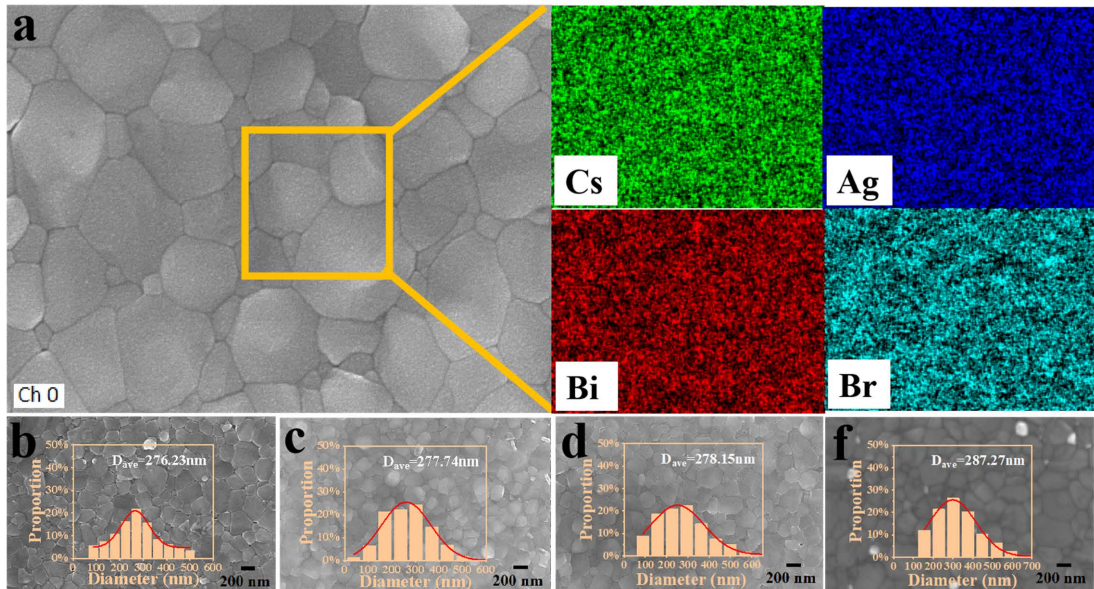 a
Ch 0
Cs
Ag
Bi
Br
b
50%
40%
30%
20%
10%
0%
Proportion
D_ave=276.23nm
0 100 200 300 400 500 600
Diameter (nm)
200 nm
c
50%
40%
30%
20%
10%
0%
Proportion
D_ave=277.74nm
0 100 200 300 400 500 600
Diameter (nm)
200 nm
d
50%
40%
30%
20%
10%
0%
Proportion
D_ave=278.15nm
0 100 200 300 400 500 600
Diameter (nm)
200 nm
f
50%
40%
30%
20%
10%
0%
Proportion
D_ave=287.27nm
0 100 200 300 400 500 600 700
Diameter (nm)
200 nm